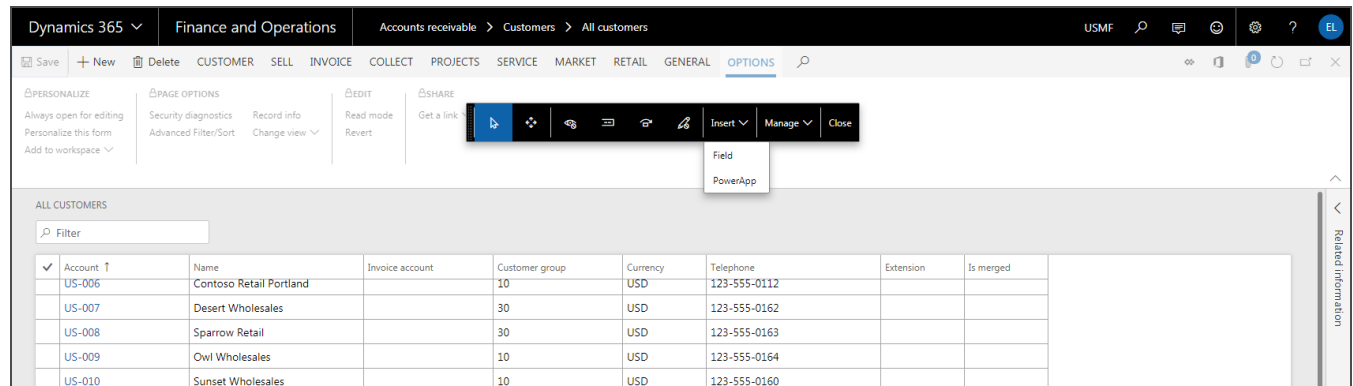 Dynamics 365 Finance and Operations Accounts receivable > Customers > All customers USMF ? EL
Save + New Delete CUSTOMER SELL INVOICE COLLECT PROJECTS SERVICE MARKET RETAIL GENERAL OPTIONS 0
PERSONALIZE PAGE OPTIONS EDIT SHARE
Always open for editing Security diagnostics Record info Read mode Get a link
Personalize this form Advanced Filter/Sort Change view Revert
Add to workspace
Insert Manage Close
Field
PowerApp
ALL CUSTOMERS
Filter
Related information
Account ↑ Name Invoice account Customer group Currency Telephone Extension Is merged
US-006 Contoso Retail Portland 10 USD 123-555-0112
US-007 Desert Wholesales 30 USD 123-555-0162
US-008 Sparrow Retail 30 USD 123-555-0163
US-009 Owl Wholesales 10 USD 123-555-0164
US-010 Sunset Wholesales 10 USD 123-555-0160